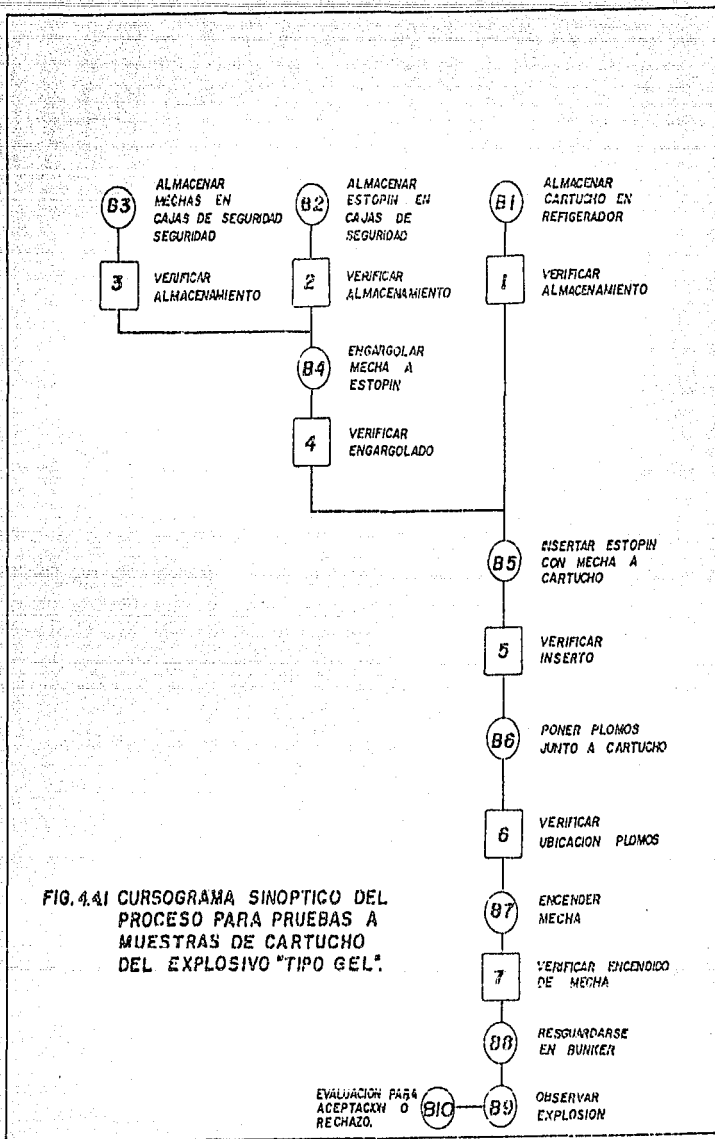 B3
ALMACENAR
MECHAS EN
CAJAS DE SEGURIDAD
SEGURIDAD
B2
ALMACENAR
ESTOPIN EN
CAJAS DE
SEGURIDAD
B1
ALMACENAR
CARTUCHO EN
REFIGERADOR
3
VERIFICAR
ALMACENAMIENTO
2
VERIFICAR
ALMACENAMIENTO
1
VERIFICAR
ALMACENAMIENTO
B4
ENGARGOLAR
MECHA A
ESTOPIN
4
VERIFICAR
ENGARGOLADO
B5
INSERTAR ESTOPIN
CON MECHA A
CARTUCHO
5
VERIFICAR
INSERTO
B6
PONER PLOMOS
JUNTO A CARTUCHO
6
VERIFICAR
UBICACION PLOMOS
B7
ENCENDER
MECHA
7
VERIFICAR ENCENDIDO
DE MECHA
B8
RESGUARDARSE
EN BUNKER
B9
OBSERVAR
EXPLOSION
B10
EVALUACION PARA
ACEPTACION O
RECHAZO.
FIG. 4.4.1 CURSOGRAMA SINOPTICO DEL
PROCESO PARA PRUEBAS A
MUESTRAS DE CARTUCHO
DEL EXPLOSIVO "TIPO GEL".